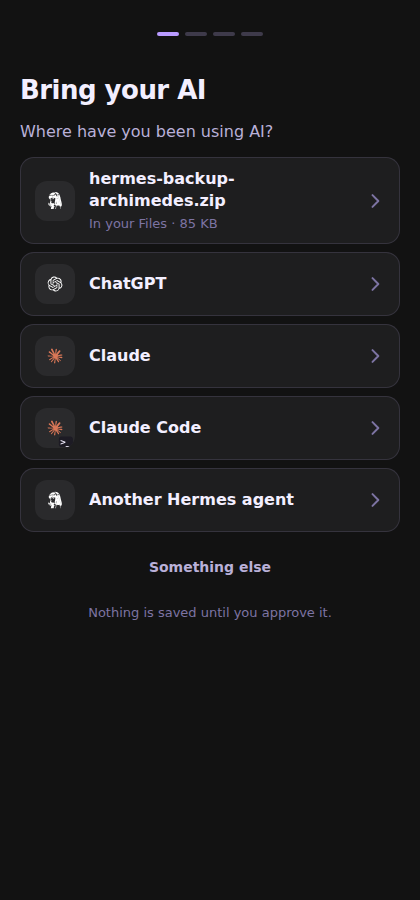 Bring your AI
Where have you been using AI?
hermes-backup-
archimedes.zip
In your Files · 85 KB
ChatGPT
Claude
Claude Code
>_
Another Hermes agent
Something else
Nothing is saved until you approve it.